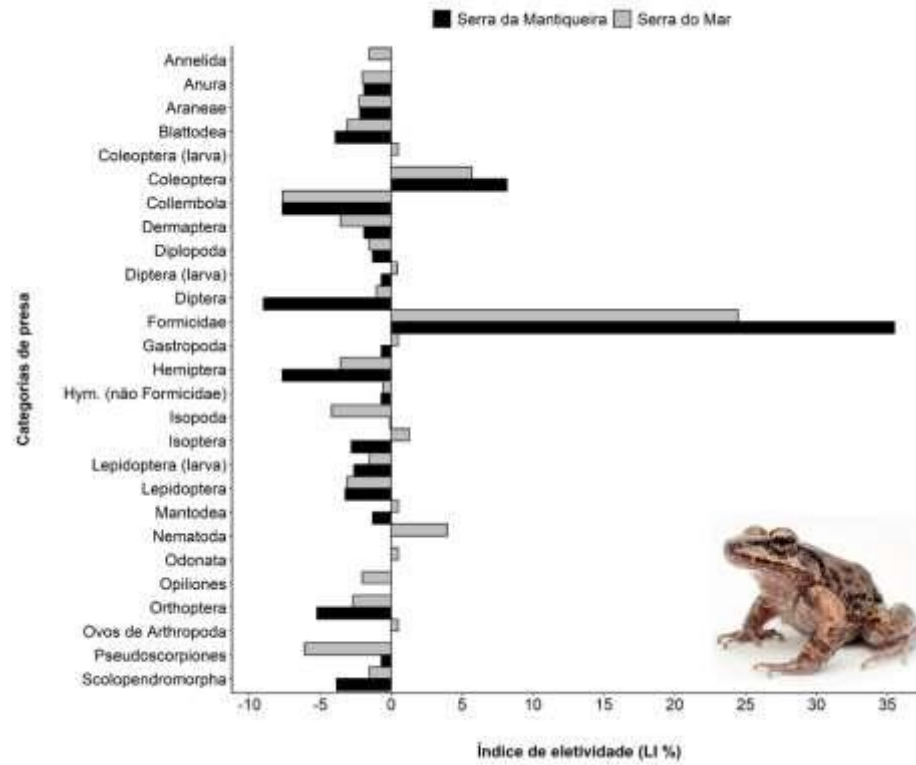 Serra da Mantiqueira Serra do Mar
Annelida
Anura
Araneae
Blattodea
Coleoptera (larva)
Coleoptera
Collembola
Dermaptera
Diplopoda
Diptera (larva)
Diptera
Formicidae
Gastropoda
Hemiptera
Hym. (não Formicidae)
Isopoda
Isoptera
Lepidoptera (larva)
Lepidoptera
Mantodea
Nematoda
Odonata
Opiliones
Orthoptera
Ovos de Arthropoda
Pseudoscorpiones
Scolopendromorpha
Categorias de presa
-10 -5 0 5 10 15 20 25 30 35
Índice de eletividade (LI %)